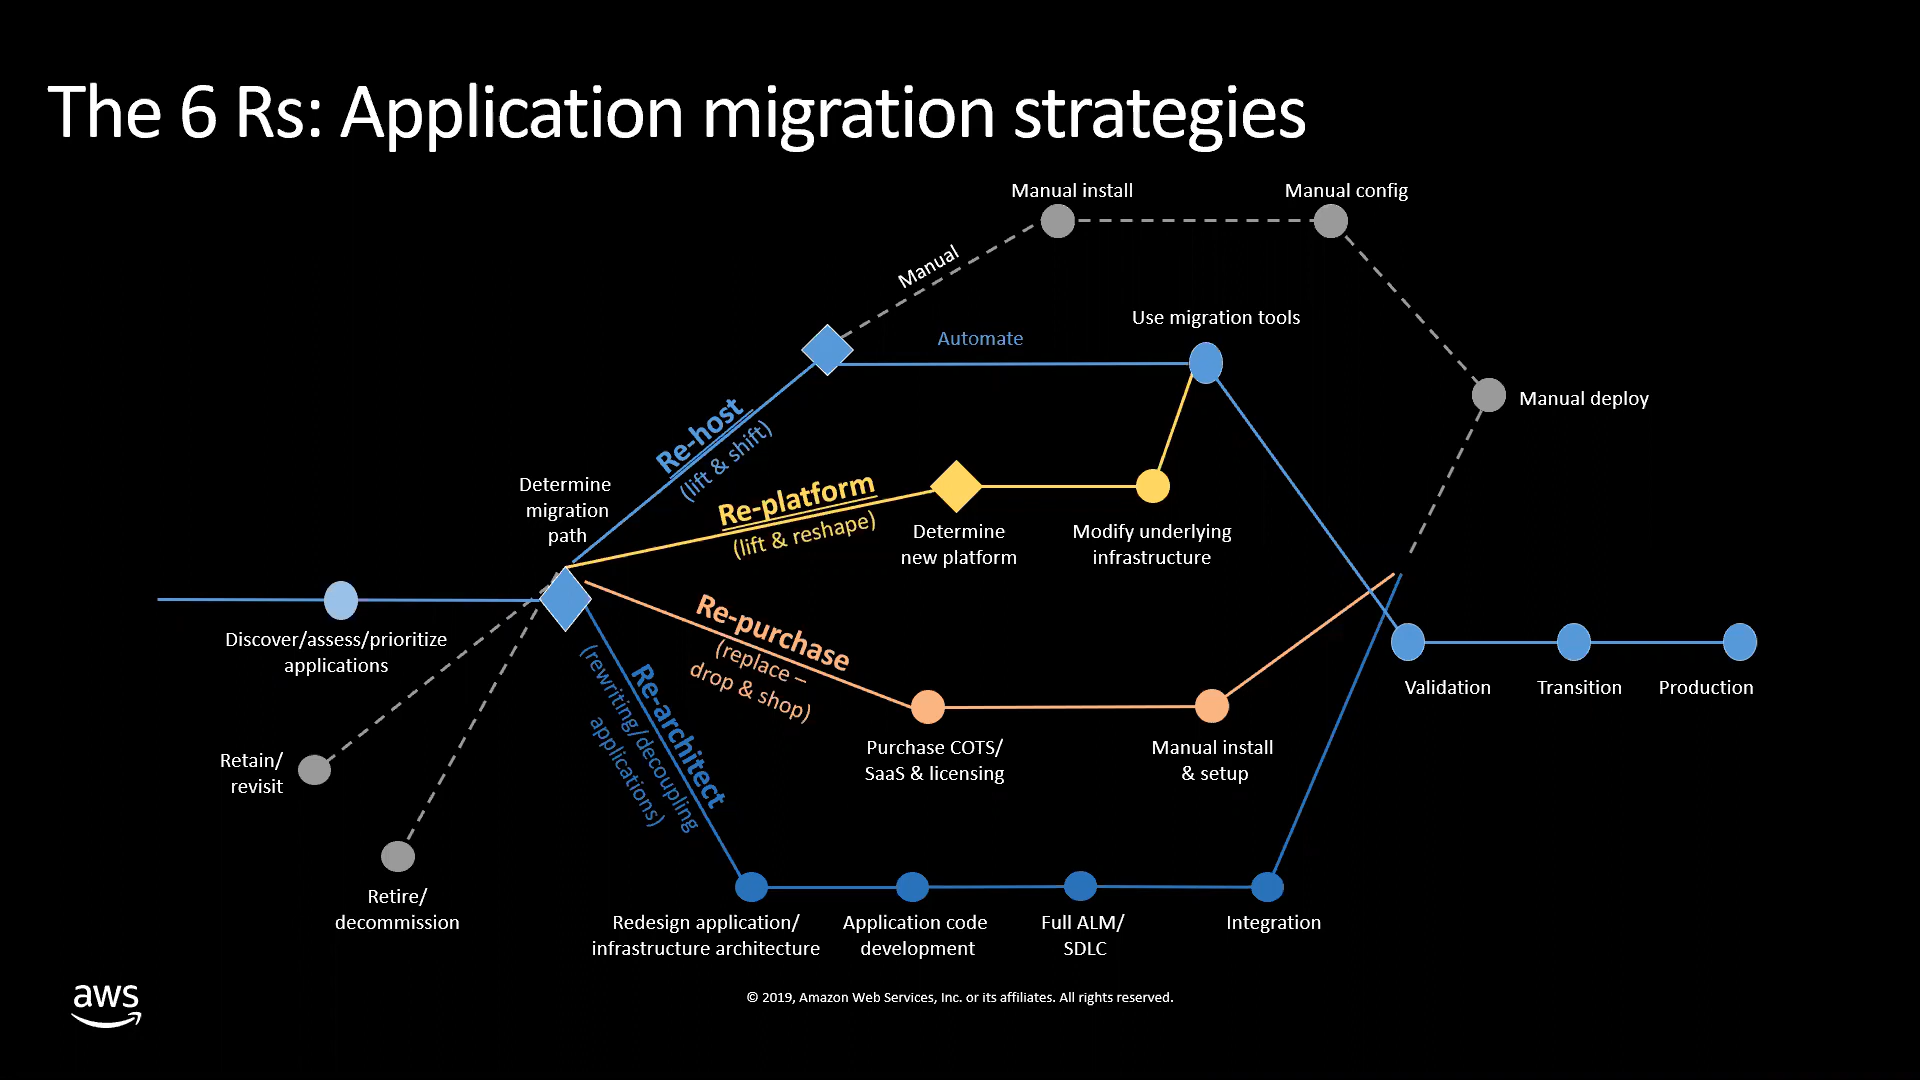 The 6 Rs: Application migration strategies
Manual install
Manual config
Manual
Use migration tools
Automate
Manual deploy
Re-host
(lift & shift)
Determine
migration
path
Re-platform
(lift & reshape)
Determine
new platform
Modify underlying
infrastructure
Discover/assess/prioritize
applications
Re-purchase
(replace –
drop & shop)
Re-architect
(rewriting/decoupling
applications)
Validation
Transition
Production
Retain/
revisit
Purchase COTS/
SaaS & licensing
Manual install
& setup
Retire/
decommission
Redesign application/
infrastructure architecture
Application code
development
Full ALM/
SDLC
Integration
aws
© 2019, Amazon Web Services, Inc. or its affiliates. All rights reserved.